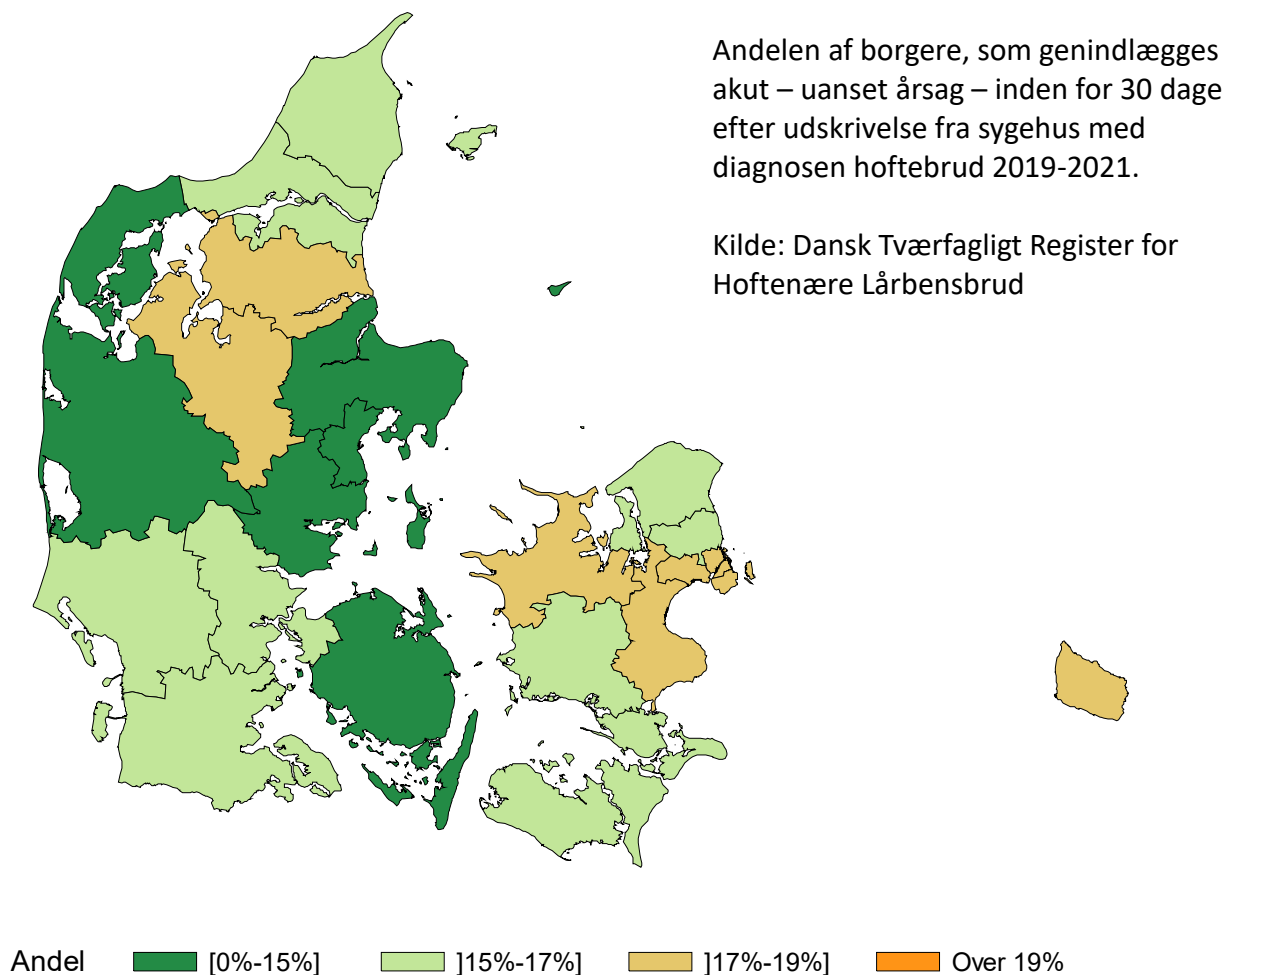 Andelen af borgere, som genindlægges
akut – uanset årsag – inden for 30 dage
efter udskrivelse fra sygehus med
diagnosen hoftebrud 2019-2021.
Kilde: Dansk Tværfagligt Register for
Hoftenære Lårbensbrud
Andel [0%-15%] ]15%-17%] ]17%-19%] Over 19%